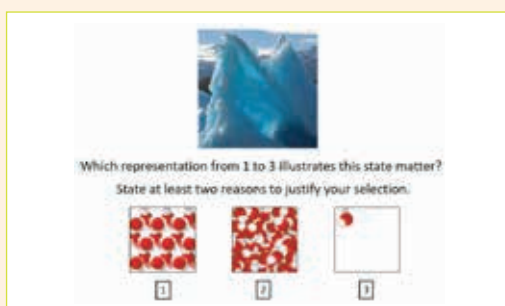 Which representation from 1 to 3 illustrates this state matter?
State at least two reasons to justify your selection.
1 2 3